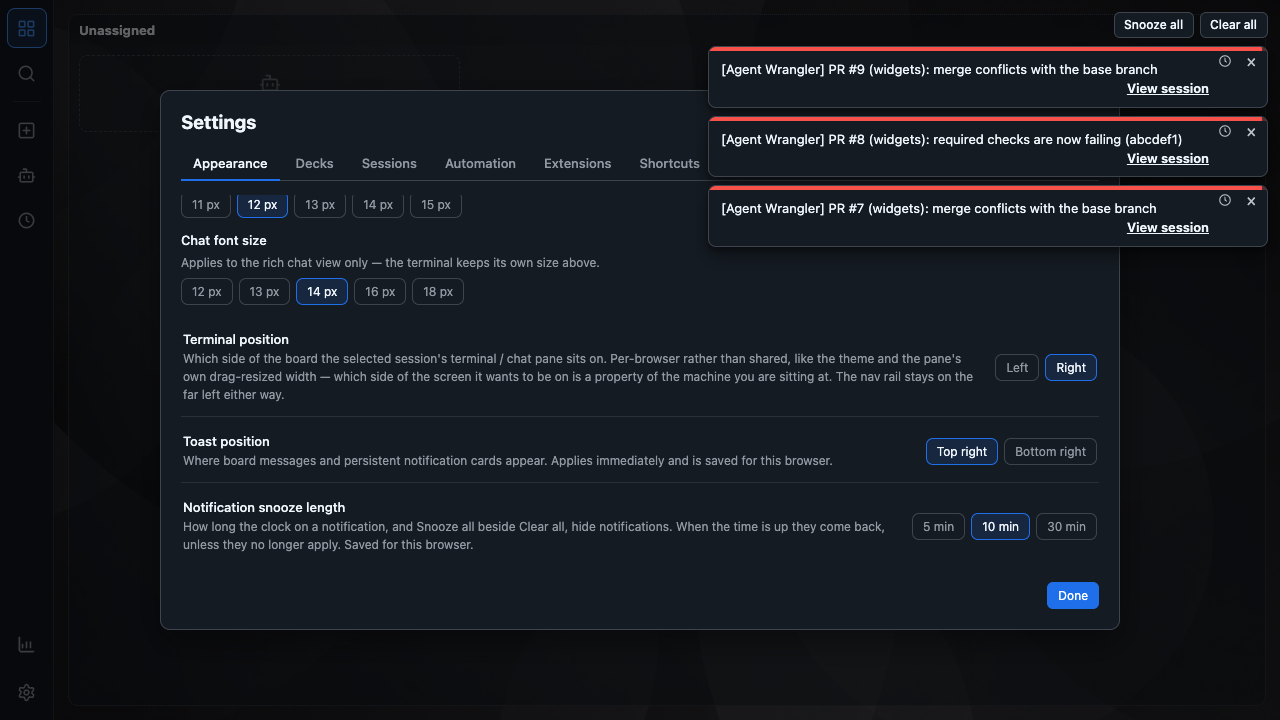 Unassigned
Snooze all
Clear all
[Agent Wrangler] PR #9 (widgets): merge conflicts with the base branch
View session
[Agent Wrangler] PR #8 (widgets): required checks are now failing (abcdef1)
View session
[Agent Wrangler] PR #7 (widgets): merge conflicts with the base branch
View session
Settings
Appearance
Decks
Sessions
Automation
Extensions
Shortcuts
11 px
12 px
13 px
14 px
15 px
Chat font size
Applies to the rich chat view only — the terminal keeps its own size above.
12 px
13 px
14 px
16 px
18 px
Terminal position
Which side of the board the selected session's terminal / chat pane sits on. Per-browser rather than shared, like the theme and the pane's
own drag-resized width — which side of the screen it wants to be on is a property of the machine you are sitting at. The nav rail stays on the
far left either way.
Left
Right
Toast position
Where board messages and persistent notification cards appear. Applies immediately and is saved for this browser.
Top right
Bottom right
Notification snooze length
How long the clock on a notification, and Snooze all beside Clear all, hide notifications. When the time is up they come back,
unless they no longer apply. Saved for this browser.
5 min
10 min
30 min
Done